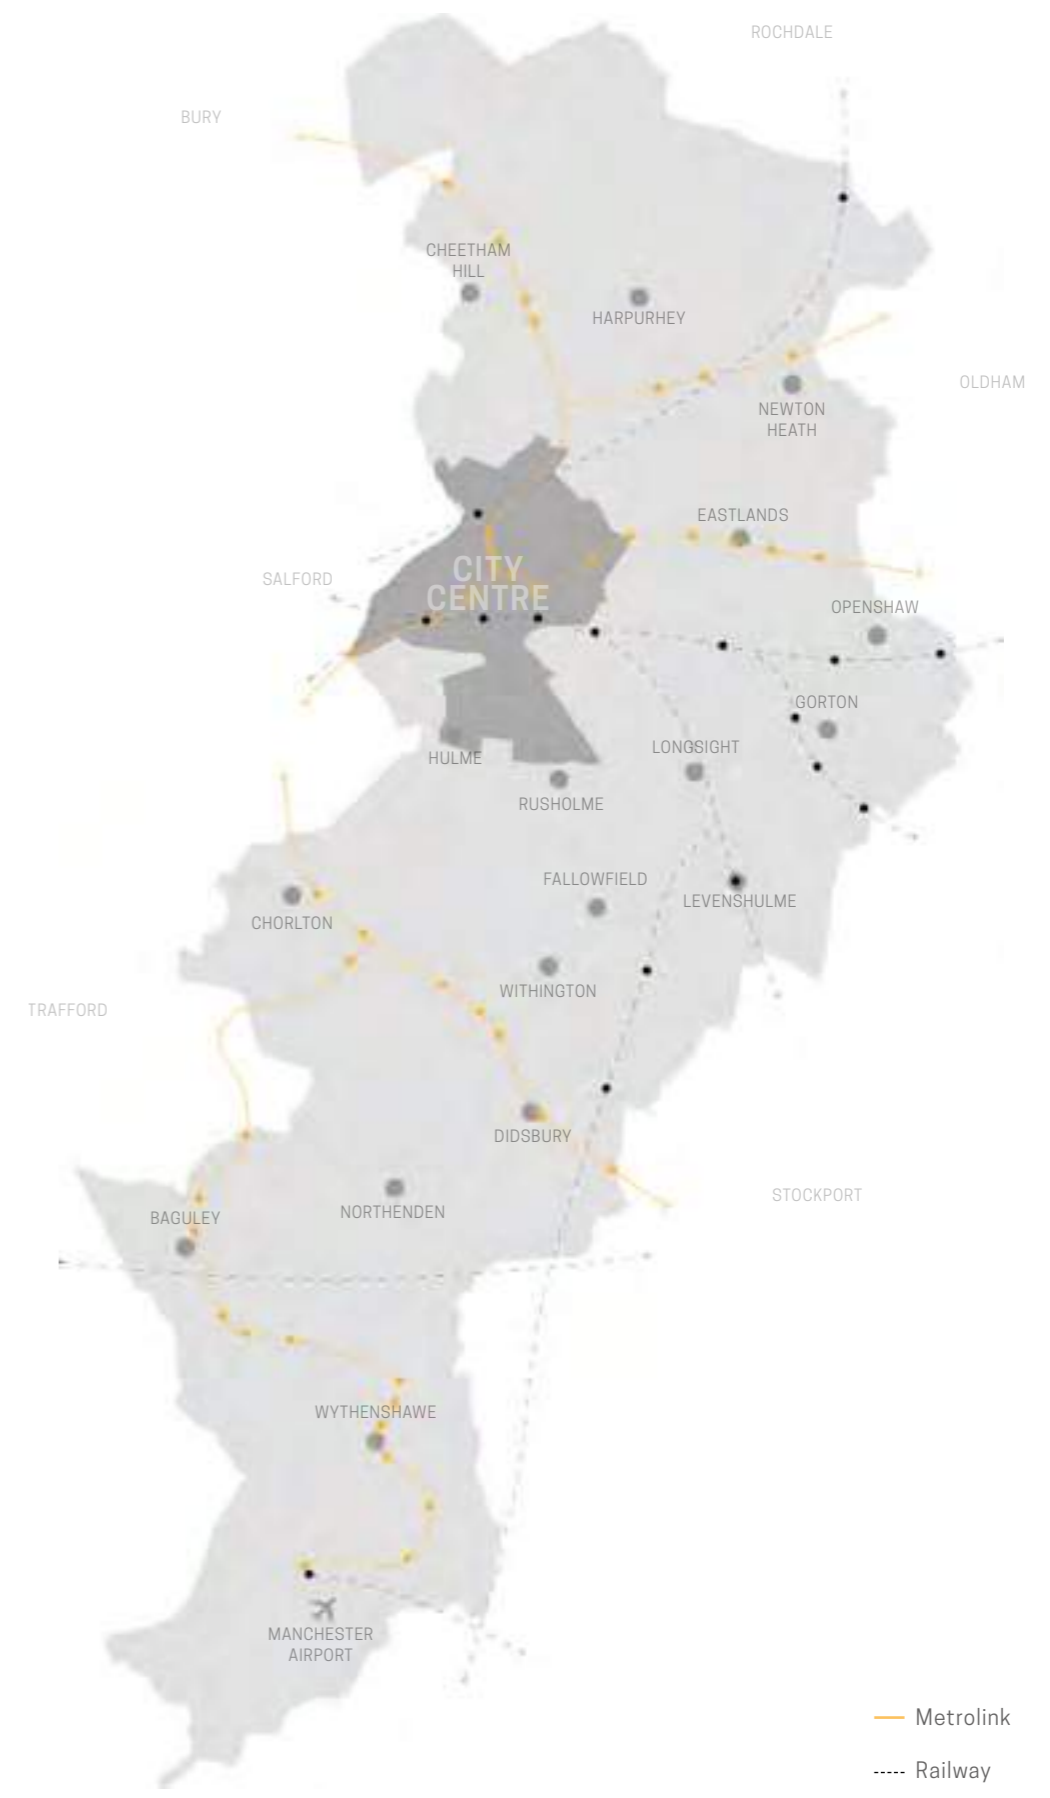 ROCHDALE
BURY
CHEETHAM
HILL
HARPURHEY
OLDHAM
NEWTON
HEATH
EASTLANDS
CITY
CENTRE
SALFORD
OPENSHAW
GORTON
LONGSIGHT
HULME
RUSHOLME
FALLOWFIELD
LEVENSHULME
CHORLTON
WITHINGTON
TRAFFORD
DIDSBURY
STOCKPORT
NORTHENDEN
BAGULEY
WYTHENSHAWE
MANCHESTER
AIRPORT
Metrolink
Railway